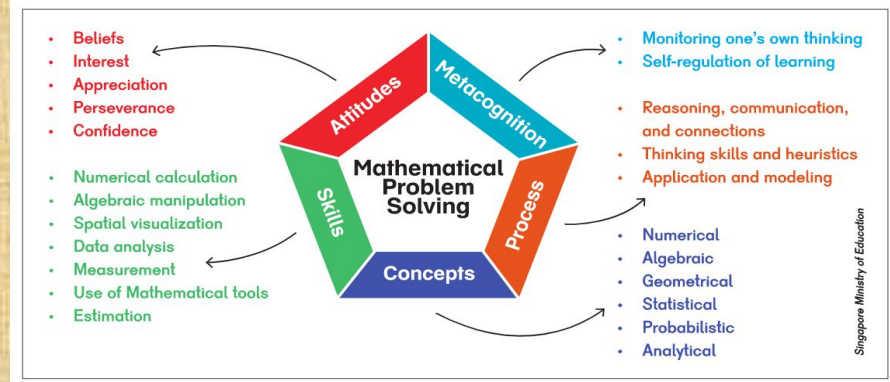 • Beliefs
• Interest
• Appreciation
• Perseverance
• Confidence
• Numerical calculation
• Algebraic manipulation
• Spatial visualization
• Data analysis
• Measurement
• Use of Mathematical tools
• Estimation
Attitudes
Metacognition
Mathematical
Problem
Solving
Skills
Process
Concepts
• Monitoring one's own thinking
• Self-regulation of learning
• Reasoning, communication,
and connections
• Thinking skills and heuristics
• Application and modeling
• Numerical
• Algebraic
• Geometrical
• Statistical
• Probabilistic
• Analytical
Singapore Ministry of Education